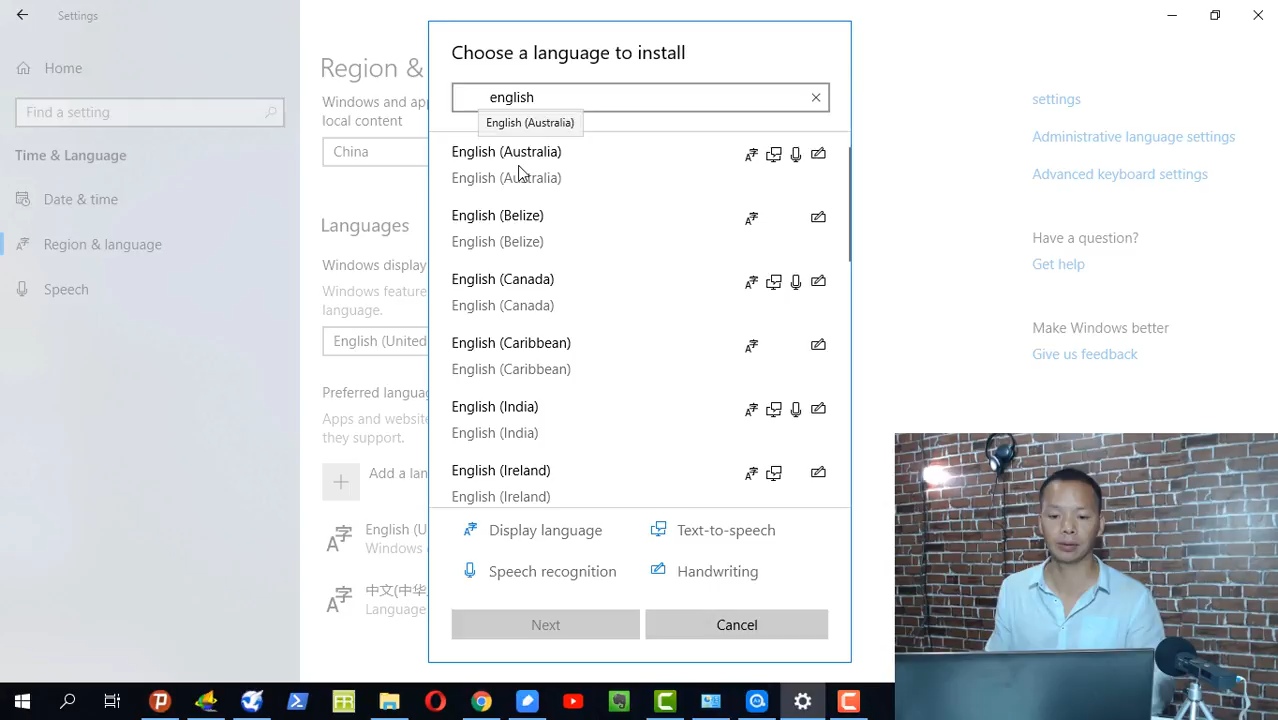 Settings
Home
Find a setting
Time & Language
Date & time
Region & language
Speech
Region &
Windows and app
local content
China
Languages
Windows display
Windows feature
language.
English (United
Preferred langua
Apps and website
they support.
Add a lan
English (U
Windows
中文(中华
Language
Choose a language to install
english
English (Australia)
English (Australia)
English (Australia)
English (Belize)
English (Belize)
English (Canada)
English (Canada)
English (Caribbean)
English (Caribbean)
English (India)
English (India)
English (Ireland)
English (Ireland)
Display language
Text-to-speech
Speech recognition
Handwriting
Next
Cancel
settings
Administrative language settings
Advanced keyboard settings
Have a question?
Get help
Make Windows better
Give us feedback